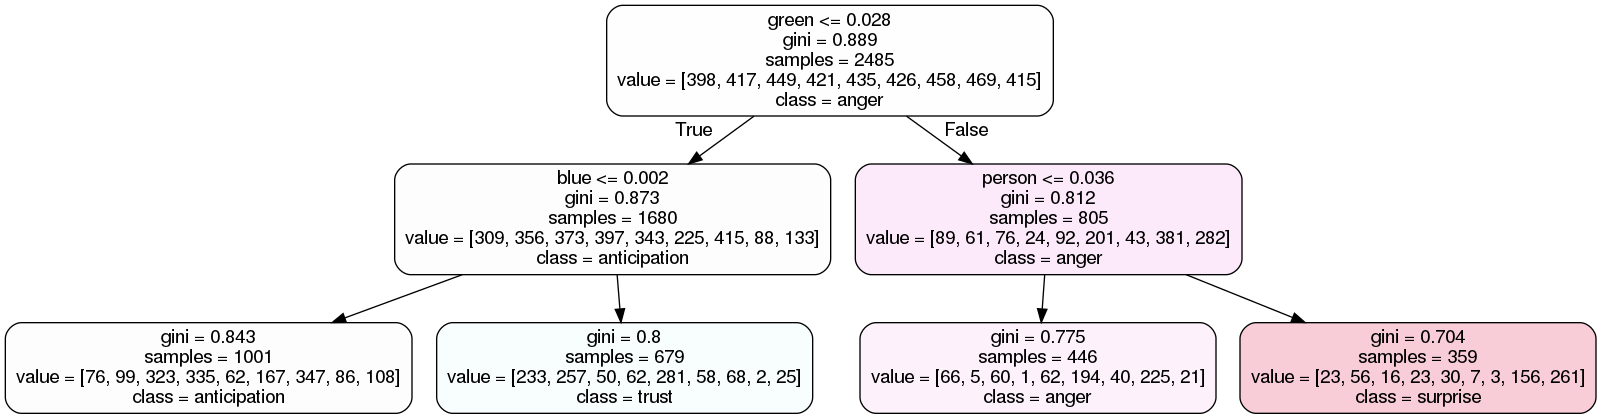 green <= 0.028
gini = 0.889
samples = 2485
value = [398, 417, 449, 421, 435, 426, 458, 469, 415]
class = anger
True
False
blue <= 0.002
gini = 0.873
samples = 1680
value = [309, 356, 373, 397, 343, 225, 415, 88, 133]
class = anticipation
person <= 0.036
gini = 0.812
samples = 805
value = [89, 61, 76, 24, 92, 201, 43, 381, 282]
class = anger
gini = 0.843
samples = 1001
value = [76, 99, 323, 335, 62, 167, 347, 86, 108]
class = anticipation
gini = 0.8
samples = 679
value = [233, 257, 50, 62, 281, 58, 68, 2, 25]
class = trust
gini = 0.775
samples = 446
value = [66, 5, 60, 1, 62, 194, 40, 225, 21]
class = anger
gini = 0.704
samples = 359
value = [23, 56, 16, 23, 30, 7, 3, 156, 261]
class = surprise